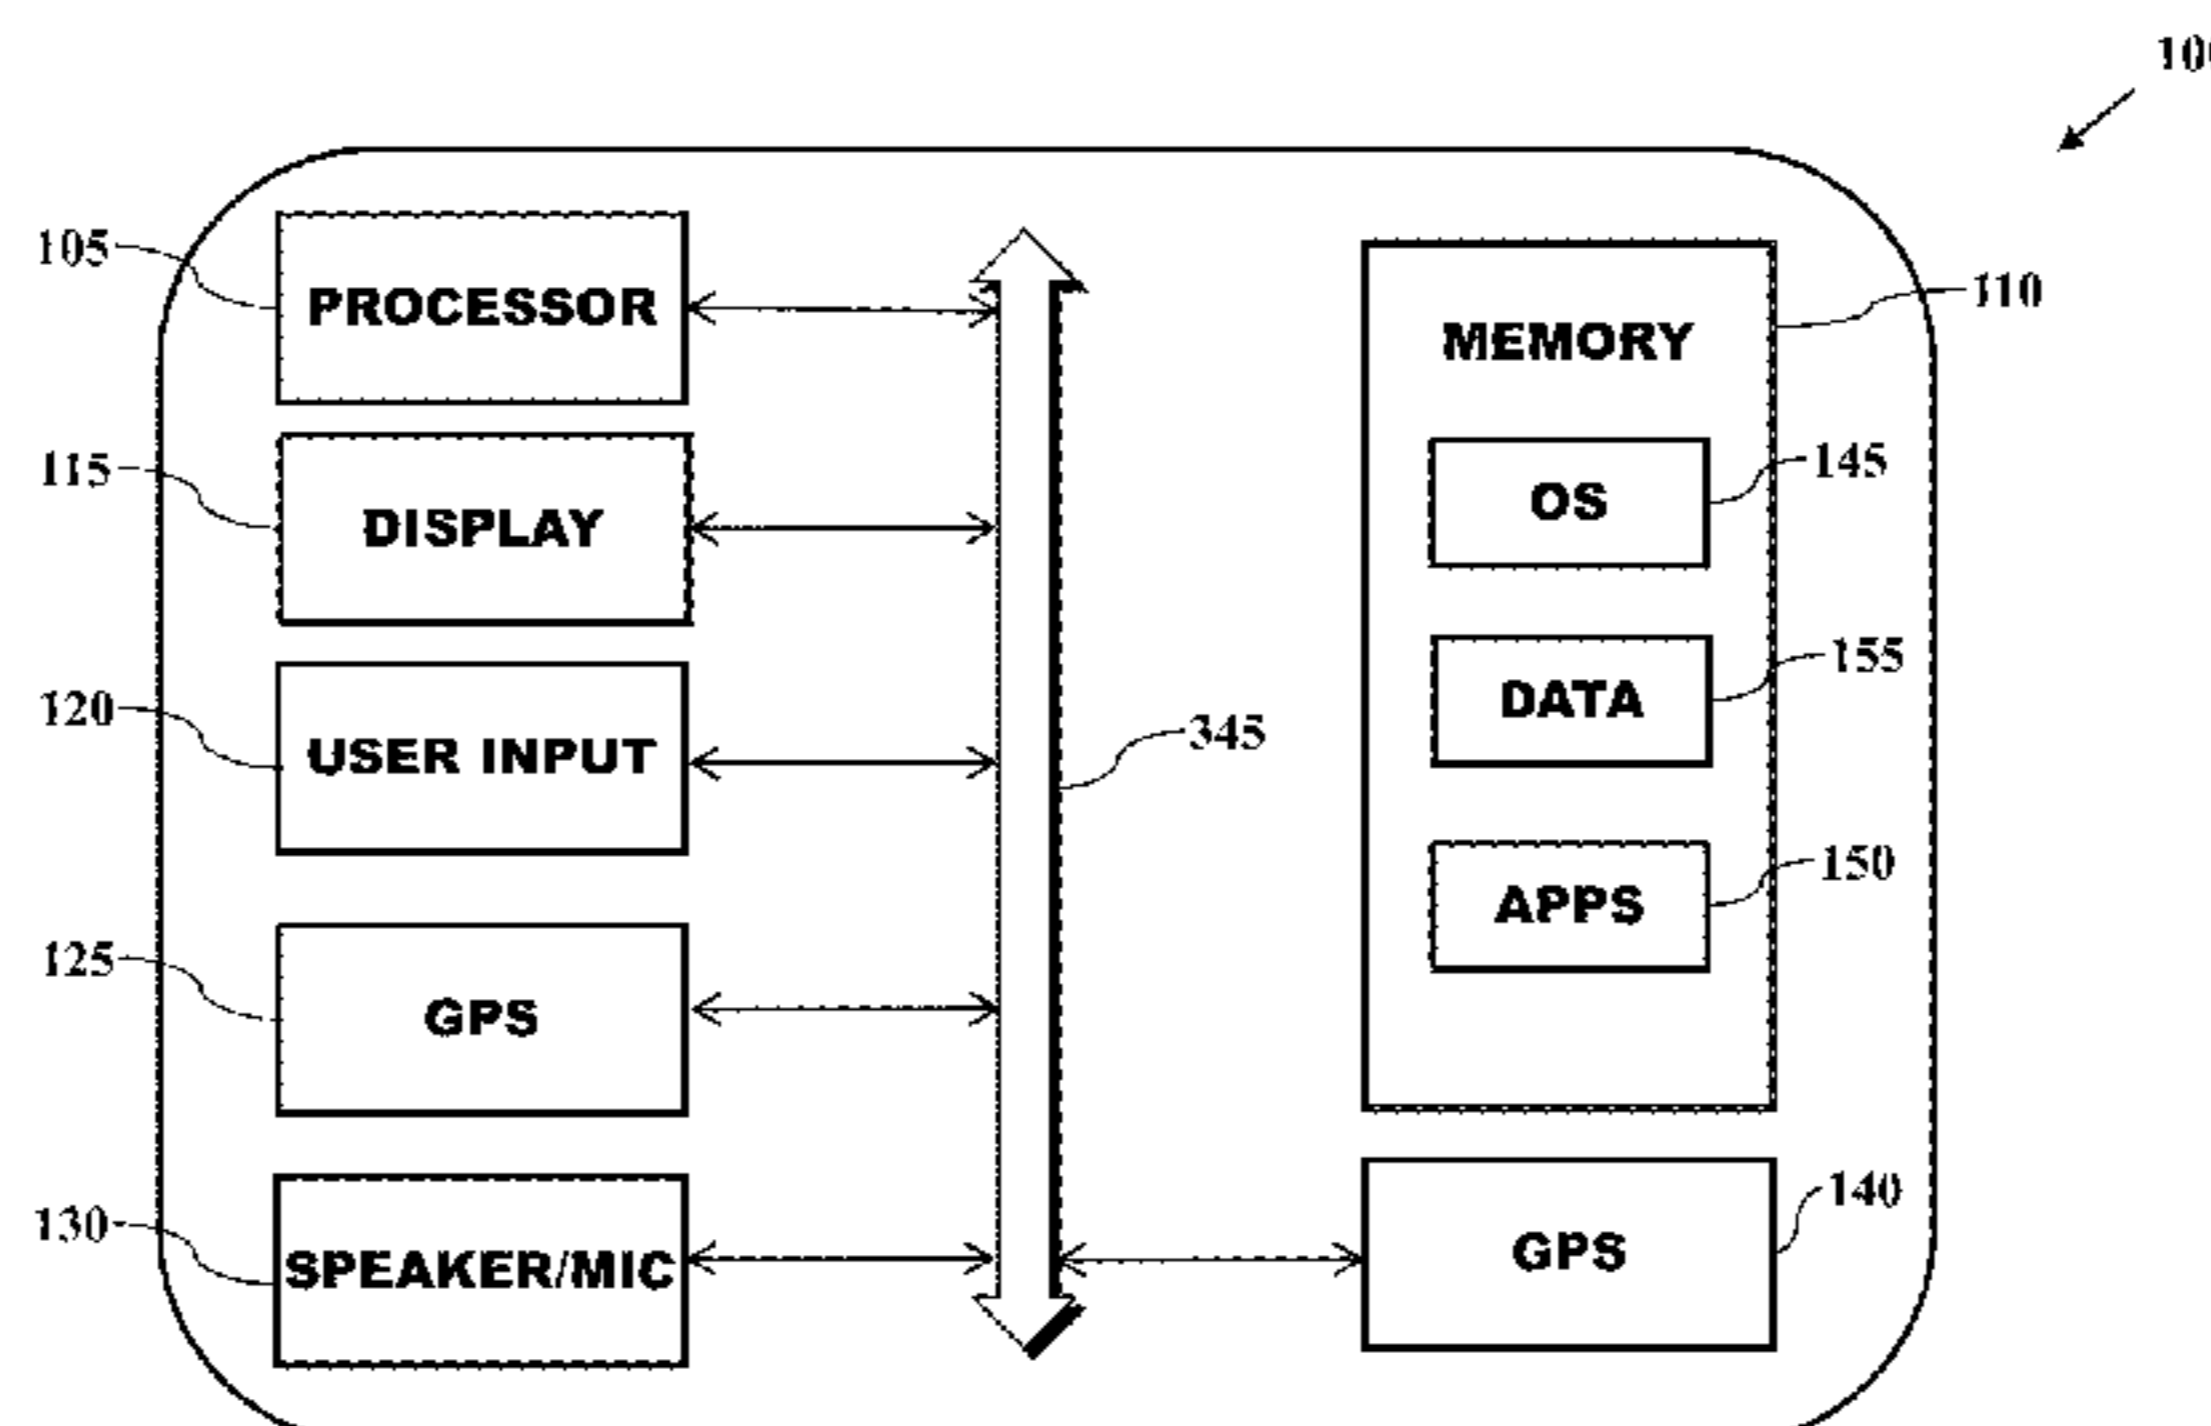 105
PROCESSOR
115
DISPLAY
120
USER INPUT
125
GPS
130
SPEAKER/MIC
345
MEMORY
110
OS
145
DATA
155
APPS
150
GPS
140